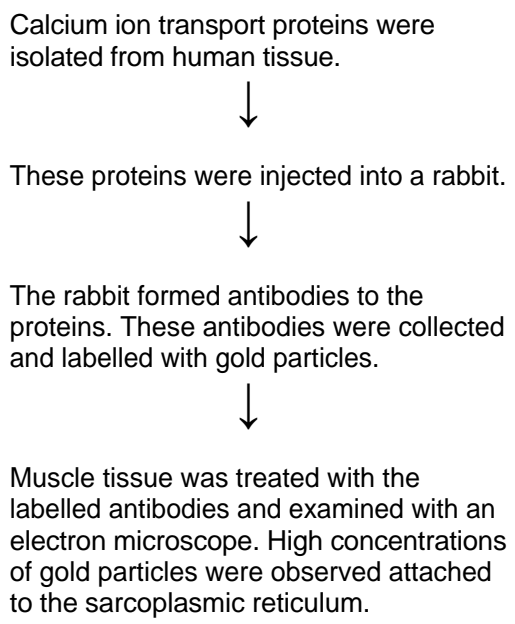 Calcium ion transport proteins were
isolated from human tissue.
These proteins were injected into a rabbit.
The rabbit formed antibodies to the
proteins. These antibodies were collected
and labelled with gold particles.
Muscle tissue was treated with the
labelled antibodies and examined with an
electron microscope. High concentrations
of gold particles were observed attached
to the sarcoplasmic reticulum.